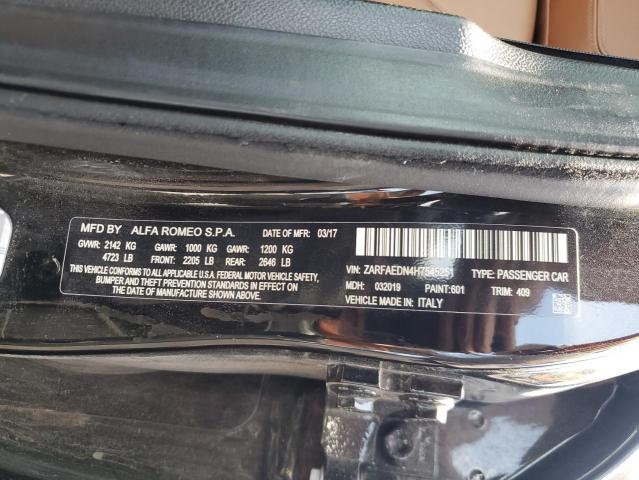 MFD BY ALFA ROMEO S.P.A. DATE OF MFR 03/17
GVWR: 2142 KG GAWR: 1000 KG GAWR: 1200 KG
4723 LB FRONT: 2205 LB REAR: 2646 LB
THIS VEHICLE CONFORMS TO ALL APPLICABLE U.S. FEDERAL MOTOR VEHICLE SAFETY,
BUMPER AND THEFT PREVENTION STANDARDS IN EFFECT
ON THE DATE OF MANUFACTURE SHOWN ABOVE.
VIN: ZARFAEDN4H7545251 TYPE: PASSENGER CAR
MDH: 032019 PAINT:601 TRIM: 409
VEHICLE MADE IN: ITALY